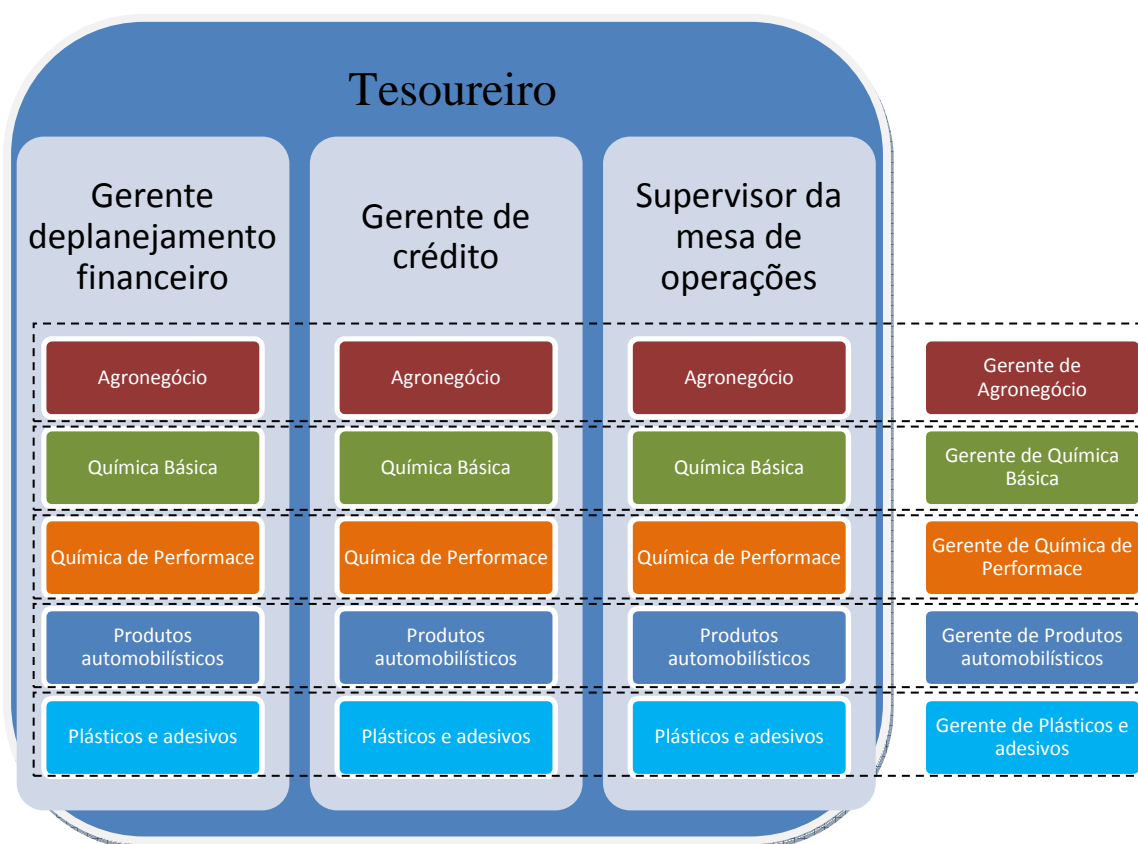 Tesoureiro
Gerente
deplanejamento
financeiro
Gerente de
crédito
Supervisor da
mesa de
operações
Agronegócio
Agronegócio
Agronegócio
Gerente de
Agronegócio
Química Básica
Química Básica
Química Básica
Gerente de Química
Básica
Química de Performace
Química de Performace
Química de Performace
Gerente de Química de
Performace
Produtos
automobilísticos
Produtos
automobilísticos
Produtos
automobilísticos
Gerente de Produtos
automobilísticos
Plásticos e adesivos
Plásticos e adesivos
Plásticos e adesivos
Gerente de Plásticos e
adesivos